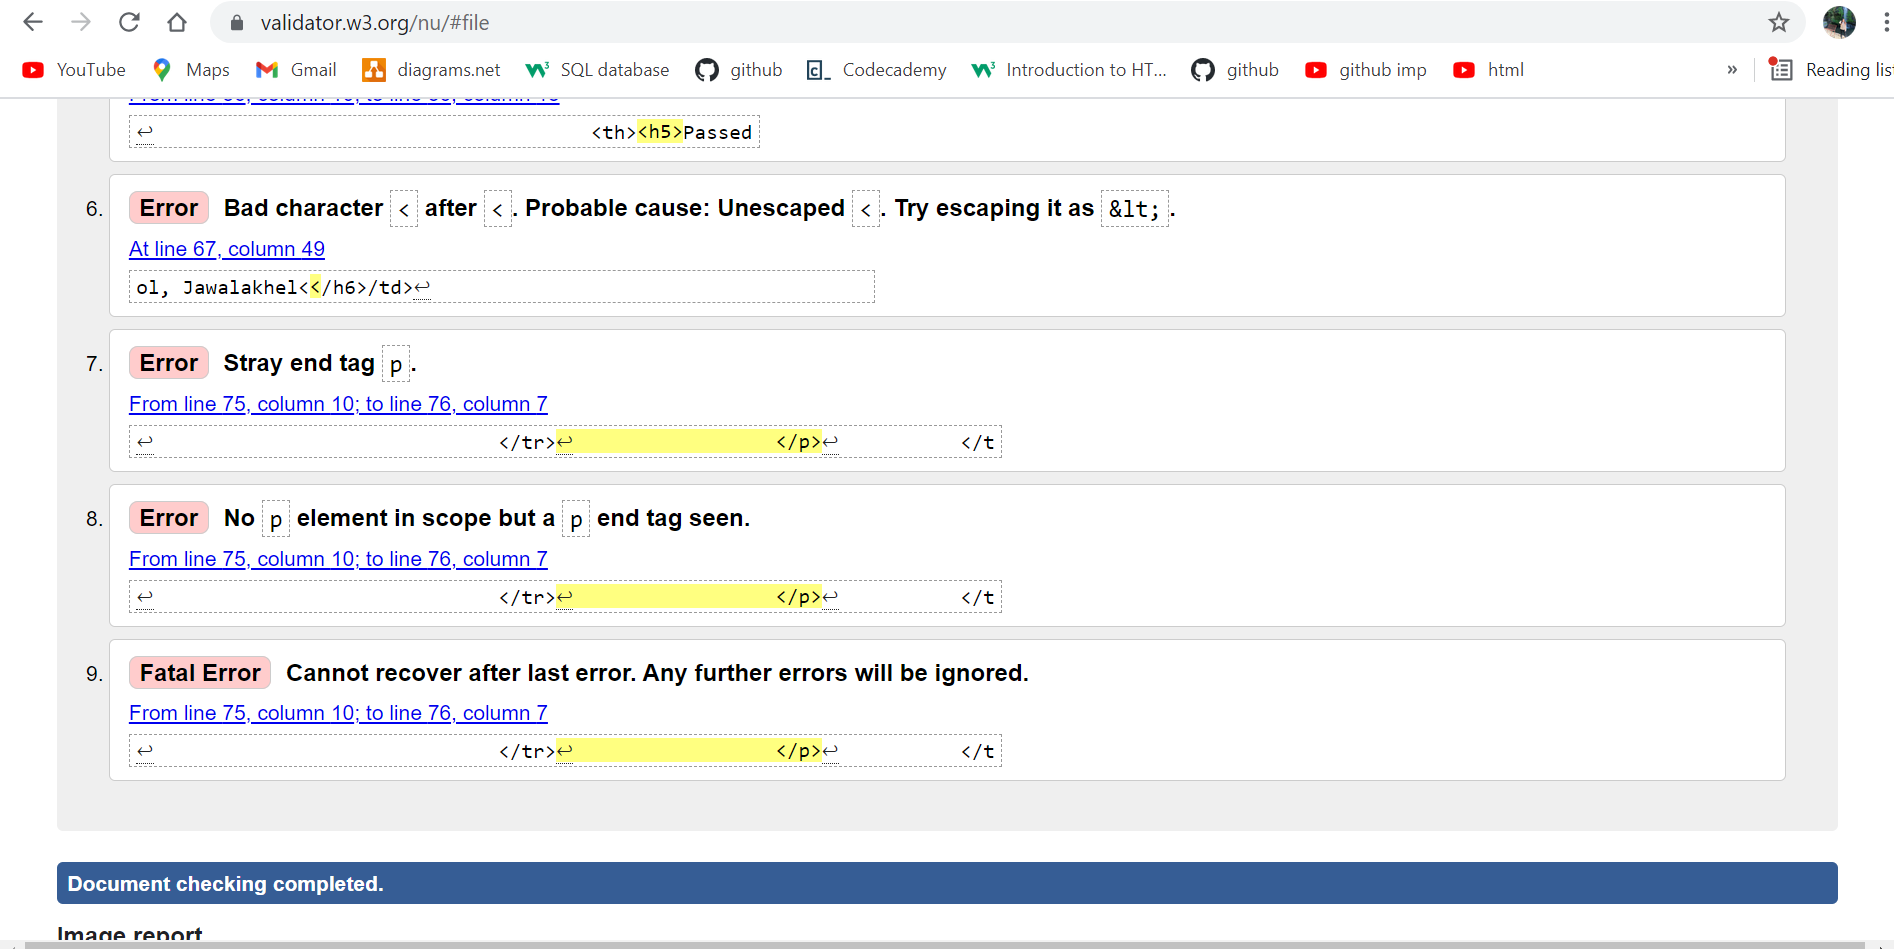 validator.w3.org/nu/#file
YouTube Maps Gmail diagrams.net SQL database github Codecademy Introduction to HT... github github imp html » Reading lis
↩ <th><h5>Passed
6. Error Bad character < after <. Probable cause: Unescaped <. Try escaping it as &lt;.
At line 67, column 49
ol, Jawalakhel<</h6>/td>↩
7. Error Stray end tag p.
From line 75, column 10; to line 76, column 7
↩ </tr>↩ </p>↩ </t
8. Error No p element in scope but a p end tag seen.
From line 75, column 10; to line 76, column 7
↩ </tr>↩ </p>↩ </t
9. Fatal Error Cannot recover after last error. Any further errors will be ignored.
From line 75, column 10; to line 76, column 7
↩ </tr>↩ </p>↩ </t
Document checking completed.
Image report